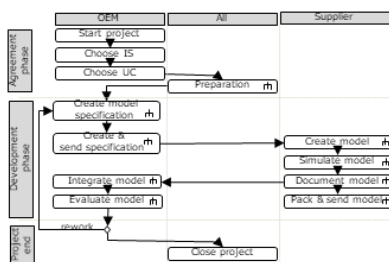 OEM
All
Supplier
Agreement
phase
Start project
Choose IS
Choose UC
Preparation
Development
phase
Create model
specification
Create &
send specification
Create model
Simulate model
Integrate model
Document model
Evaluate model
Pack & send model
Project
end
rework
Close project